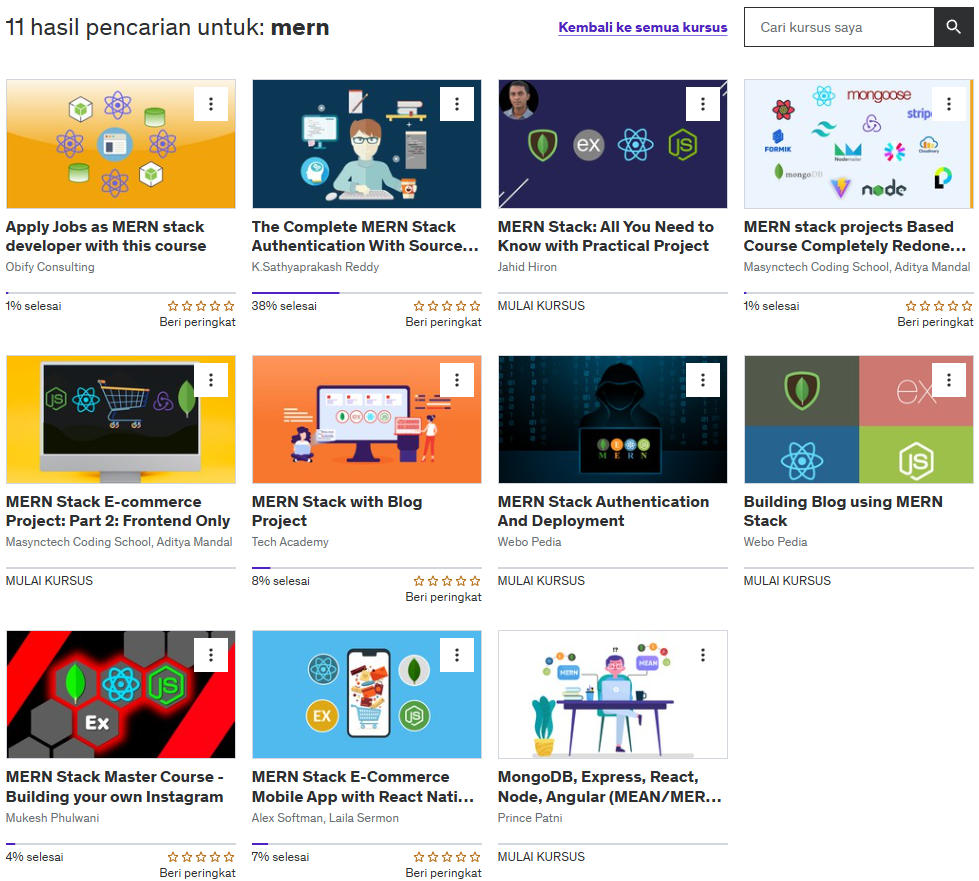 11 hasil pencarian untuk: mern
Kembali ke semua kursus
Cari kursus saya
ex
mongoose
stripe
FORMIK
Nodemailer
Cloudinary
mongoDB
node
Apply Jobs as MERN stack
developer with this course
Obify Consulting
1% selesai
Beri peringkat
The Complete MERN Stack
Authentication With Source...
K.Sathyaprakash Reddy
38% selesai
Beri peringkat
MERN Stack: All You Need to
Know with Practical Project
Jahid Hiron
MULAI KURSUS
MERN stack projects Based
Course Completely Redone...
Masynctech Coding School, Aditya Mandal
1% selesai
Beri peringkat
JS
MERN
ex
JS
MERN Stack E-commerce
Project: Part 2: Frontend Only
Masynctech Coding School, Aditya Mandal
MULAI KURSUS
MERN Stack with Blog
Project
Tech Academy
8% selesai
Beri peringkat
MERN Stack Authentication
And Deployment
Webo Pedia
MULAI KURSUS
Building Blog using MERN
Stack
Webo Pedia
MULAI KURSUS
JS
Ex
EX
JS
!?
MERN
MEAN
MERN Stack Master Course -
Building your own Instagram
Mukesh Phulwani
4% selesai
Beri peringkat
MERN Stack E-Commerce
Mobile App with React Nati...
Alex Softman, Laila Sermon
7% selesai
Beri peringkat
MongoDB, Express, React,
Node, Angular (MEAN/MER...
Prince Patni
MULAI KURSUS